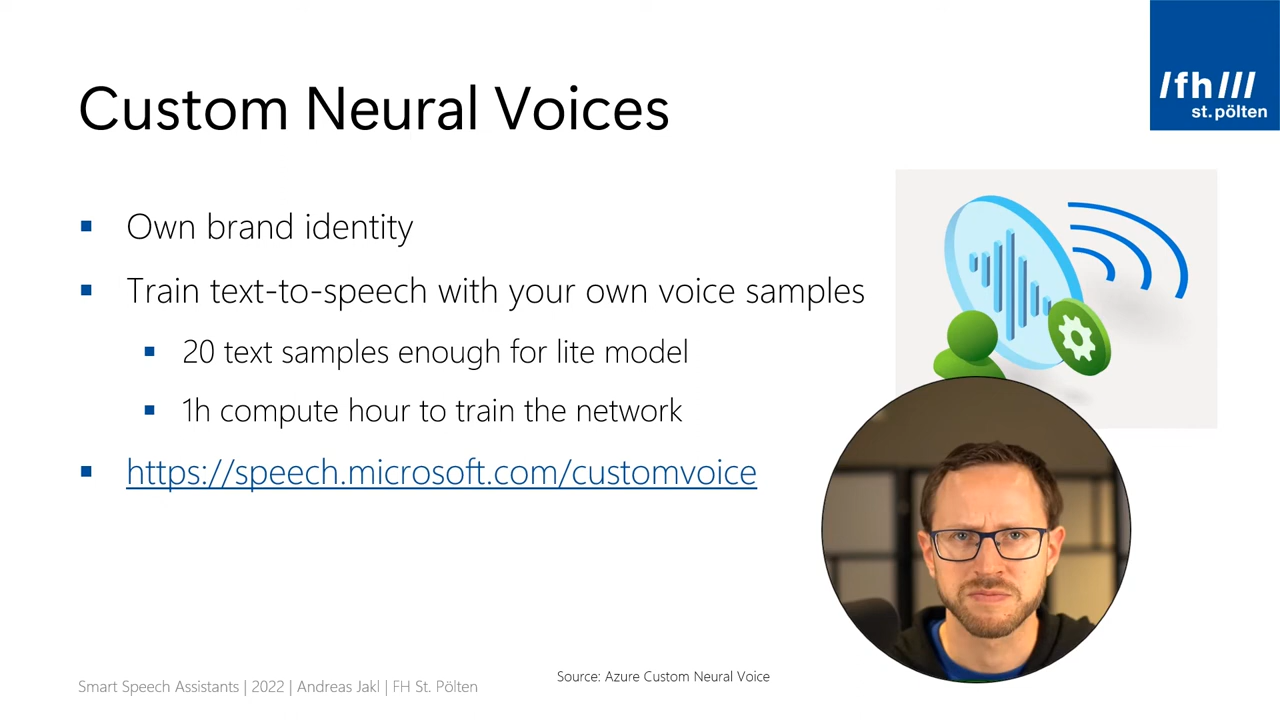 /fh///
st.pölten
Custom Neural Voices
Own brand identity
Train text-to-speech with your own voice samples
20 text samples enough for lite model
1h compute hour to train the network
https://speech.microsoft.com/customvoice
Source: Azure Custom Neural Voice
Smart Speech Assistants | 2022 | Andreas Jakl | FH St. Pölten